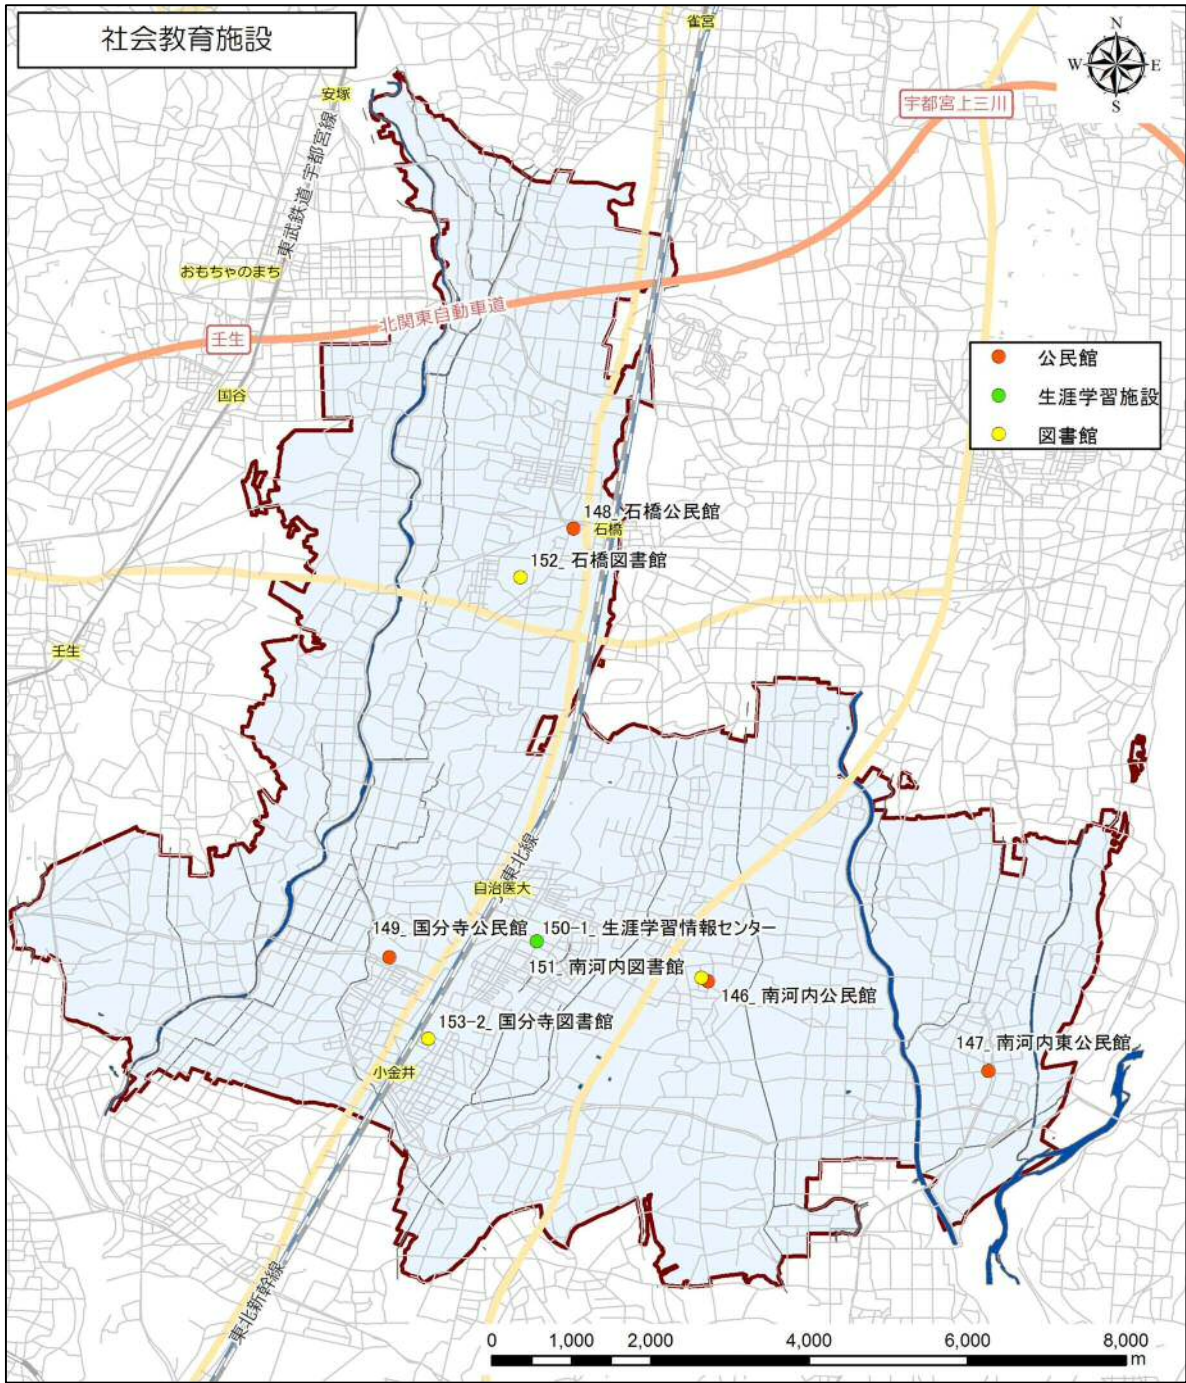 社会教育施設
雀宮
N
W
E
S
安塚
宇都宮上三川
東武鉄道 宇都宮線
おもちゃのまち
北関東自動車道
壬生
国谷
公民館
生涯学習施設
図書館
148_石橋公民館
石橋
152_石橋図書館
壬生
東北線
自治医大
149_国分寺公民館
150-1_生涯学習情報センター
151_南河内図書館
146_南河内公民館
153-2_国分寺図書館
147_南河内東公民館
小金井
東北新幹線
0 1,000 2,000 4,000 6,000 8,000
m